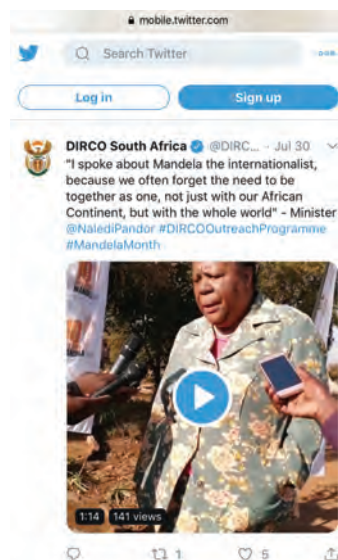 mobile.twitter.com
Search Twitter
Log in
Sign up
DIRCO South Africa @DIRC... · Jul 30
"I spoke about Mandela the internationalist,
because we often forget the need to be
together as one, not just with our African
Continent, but with the whole world" - Minister
@NalediPandor #DIRCOOutreachProgramme
#MandelaMonth
1:14 141 views
1 5